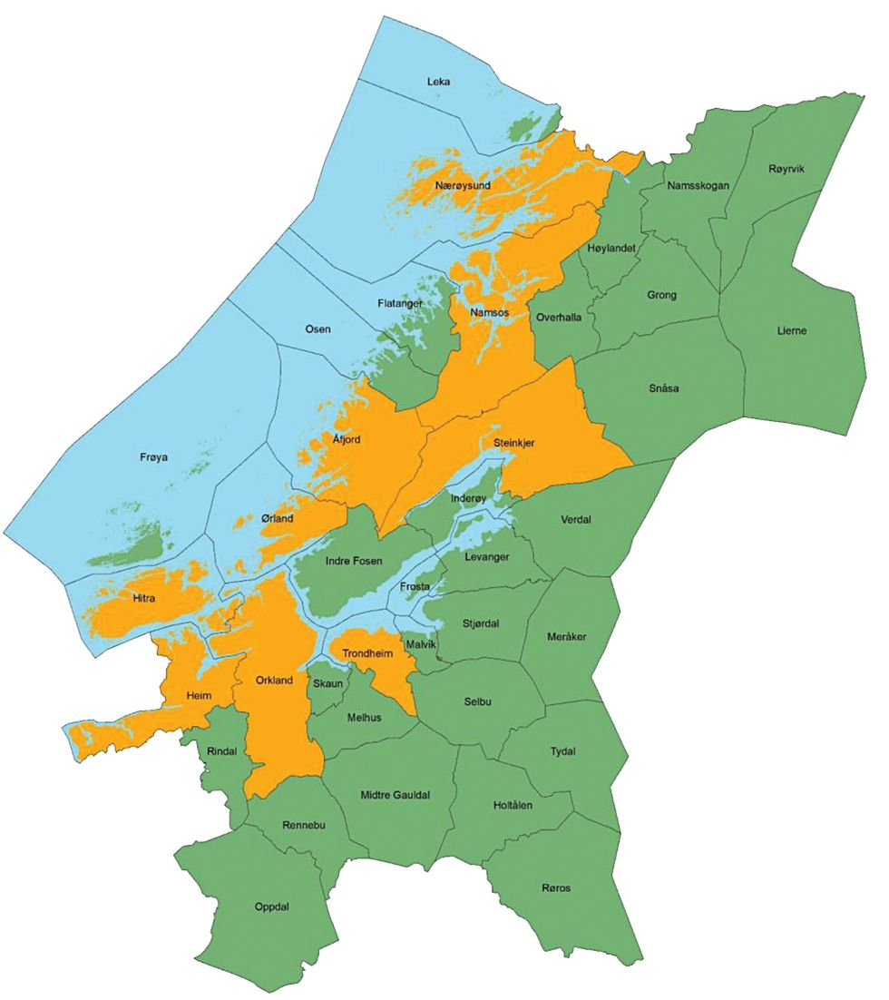 Leka
Nærøysund
Namsskogan
Røyrvik
Høylandet
Grong
Flatanger
Namsos
Overhalla
Osen
Lierne
Snåsa
Åfjord
Steinkjer
Frøya
Inderøy
Ørland
Verdal
Indre Fosen
Levanger
Frosta
Hitra
Stjørdal
Meråker
Malvik
Trondheim
Orkland
Skaun
Heim
Selbu
Melhus
Rindal
Tydal
Midtre Gauldal
Holtålen
Rennebu
Røros
Oppdal